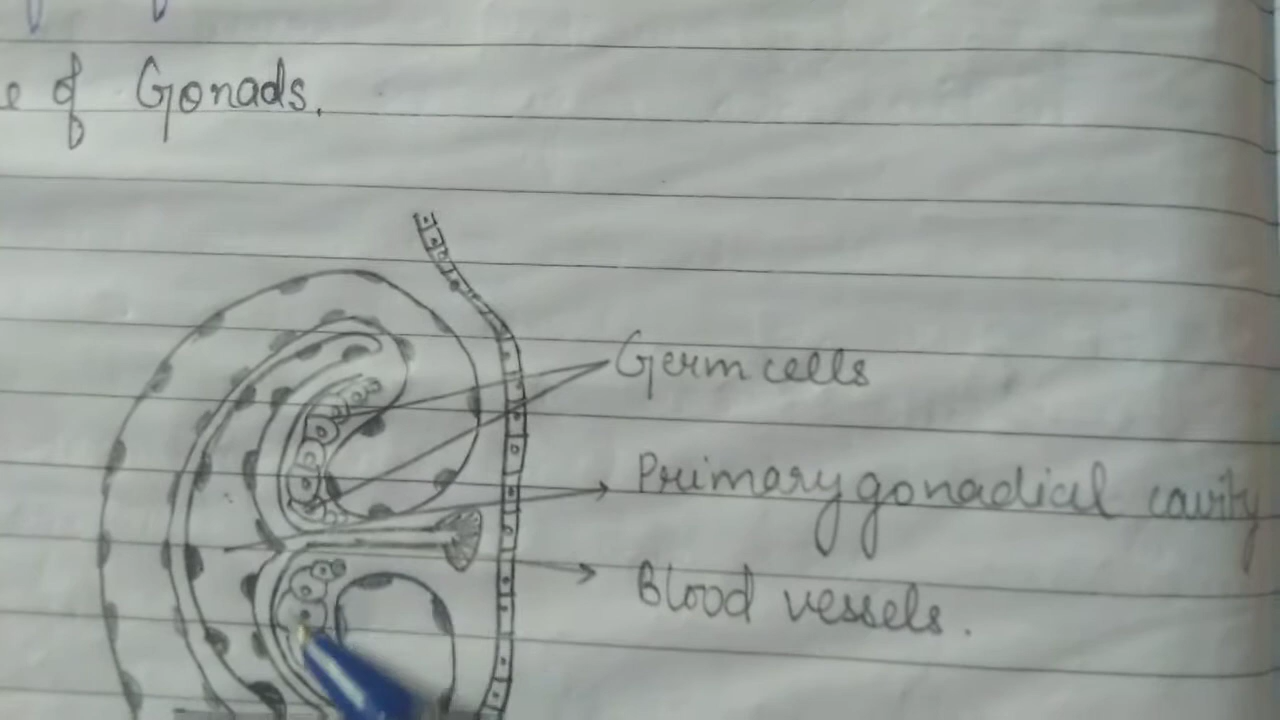 of Gonads.
Germ cells
Primary gonadial cavity
Blood vessels.